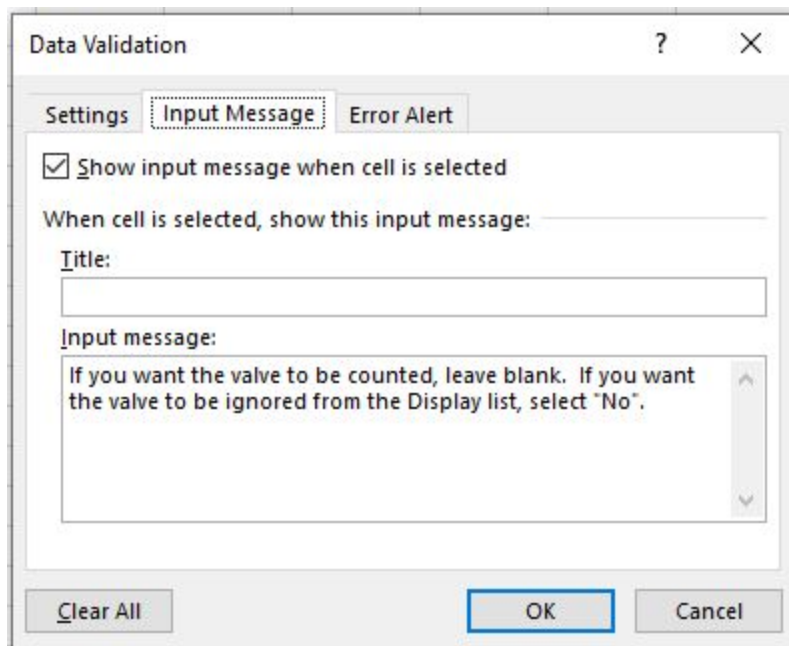 Data Validation ?
Settings Input Message Error Alert
Show input message when cell is selected
When cell is selected, show this input message:
Title:
Input message:
If you want the valve to be counted, leave blank.  If you want
the valve to be ignored from the Display list, select "No".
Clear All OK Cancel